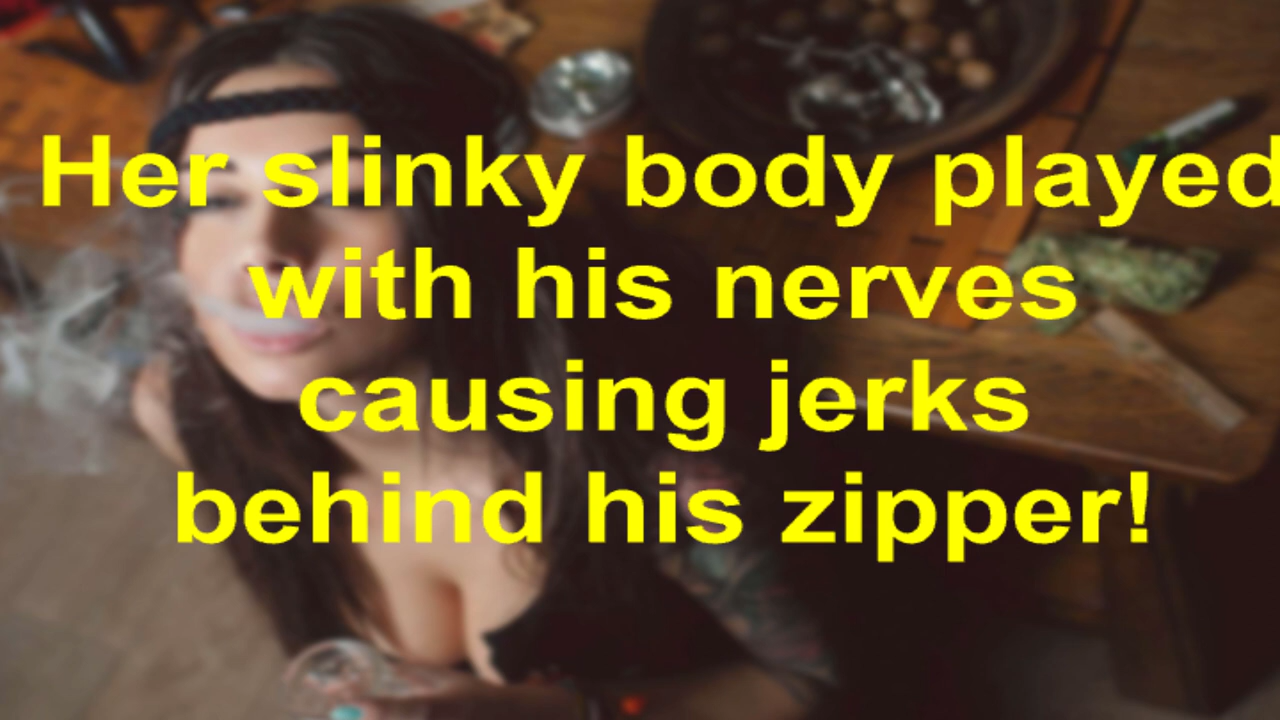 Her slinky body played
with his nerves
causing jerks
behind his zipper!